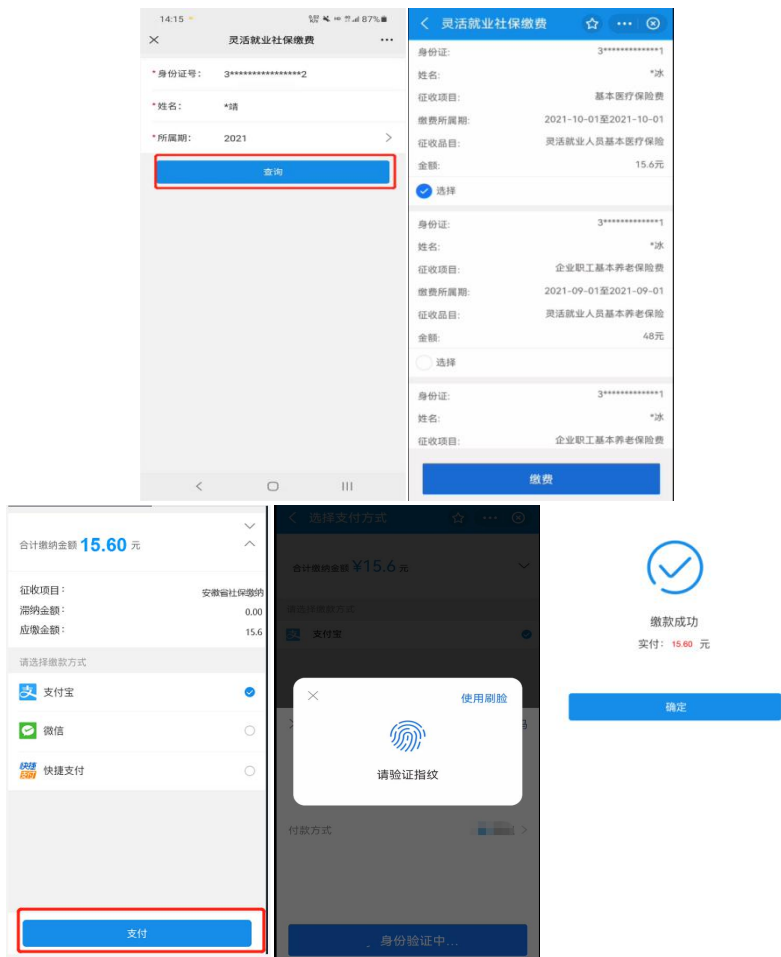 14:15
87%
灵活就业社保缴费
*身份证号: 3****************2
*姓名: *靖
*所属期: 2021
查询
灵活就业社保缴费
身份证: 3*************1
姓名: *冰
征收项目: 基本医疗保险费
缴费所属期: 2021-10-01至2021-10-01
征收品目: 灵活就业人员基本医疗保险
金额: 15.6元
选择
身份证: 3*************1
姓名: *冰
征收项目: 企业职工基本养老保险费
缴费所属期: 2021-09-01至2021-09-01
征收品目: 灵活就业人员基本养老保险
金额: 48元
选择
身份证: 3*************1
姓名: *冰
征收项目: 企业职工基本养老保险费
缴费
合计缴纳金额 15.60 元
征收项目: 安徽省社保缴纳
滞纳金额: 0.00
应缴金额: 15.6
请选择缴款方式
支付宝
微信
快捷支付
支付
选择支付方式
合计缴纳金额 ¥15.6 元
请选择缴款方式
支付宝
使用刷脸
请验证指纹
付款方式
身份验证中...
缴款成功
实付: 15.60 元
确定